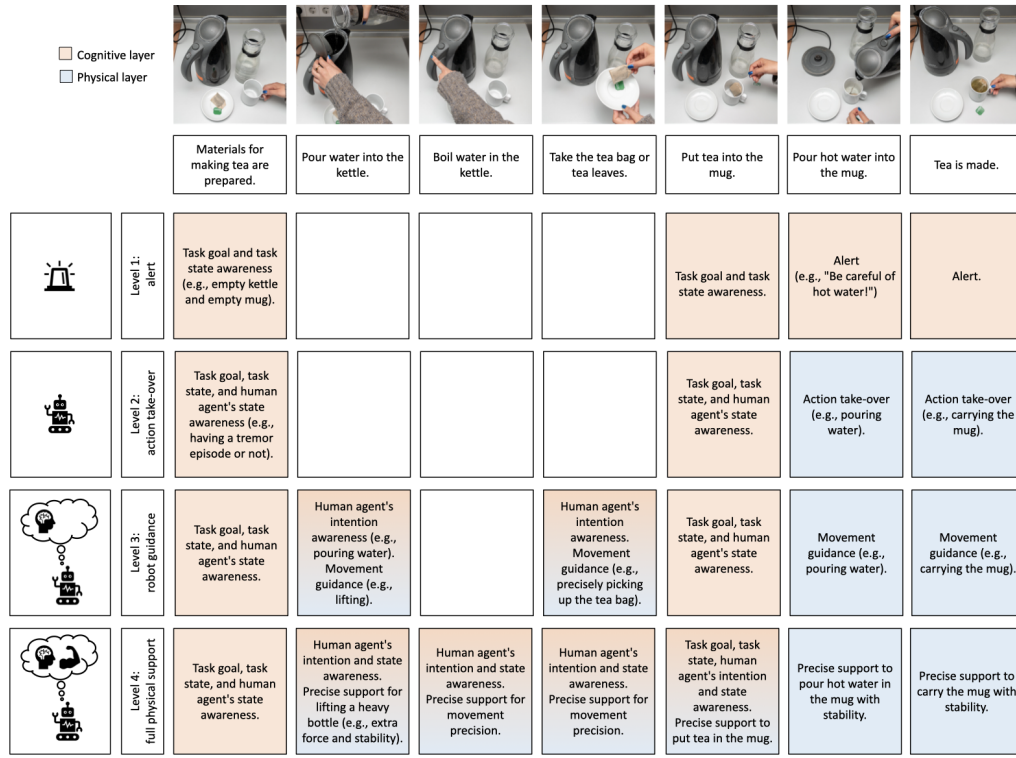 Cognitive layer
Physical layer
Materials for
making tea are
prepared.
Pour water into the
kettle.
Boil water in the
kettle.
Take the tea bag or
tea leaves.
Put tea into the
mug.
Pour hot water into
the mug.
Tea is made.
Level 1:
alert
Task goal and task
state awareness
(e.g., empty kettle
and empty mug).
Task goal and task
state awareness.
Alert
(e.g., "Be careful of
hot water!")
Alert.
Level 2:
action take-over
Task goal, task
state, and human
agent's state
awareness (e.g.,
having a tremor
episode or not).
Task goal, task
state, and human
agent's state
awareness.
Action take-over
(e.g., pouring
water).
Action take-over
(e.g., carrying the
mug).
Level 3:
robot guidance
Task goal, task
state, and human
agent's state
awareness.
Human agent's
intention
awareness (e.g.,
pouring water).
Movement
guidance (e.g.,
lifting).
Human agent's
intention
awareness.
Movement
guidance (e.g.,
precisely picking
up the tea bag).
Task goal, task
state, and human
agent's state
awareness.
Movement
guidance (e.g.,
pouring water).
Movement
guidance (e.g.,
carrying the mug).
Level 4:
full physical support
Task goal, task
state, and human
agent's state
awareness.
Human agent's
intention and state
awareness.
Precise support for
lifting a heavy
bottle (e.g., extra
force and stability).
Human agent's
intention and state
awareness.
Precise support for
movement
precision.
Human agent's
intention and state
awareness.
Precise support for
movement
precision.
Task goal, task
state, human
agent's intention
and state
awareness.
Precise support to
put tea in the mug.
Precise support to
pour hot water in
the mug with
stability.
Precise support to
carry the mug with
stability.